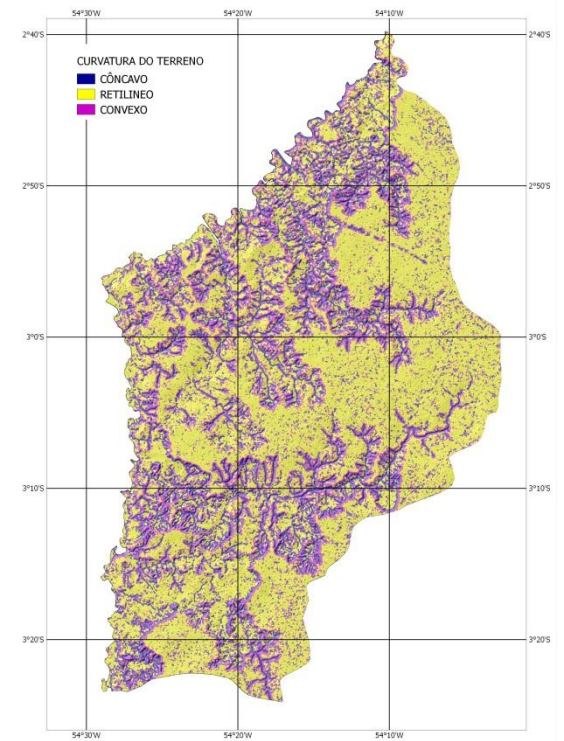 54°30'W 54°20'W 54°10'W
2°40'S 2°40'S
CURVATURA DO TERRENO
CÔNCAVO
RETILINEO
CONVEXO
2°50'S 2°50'S
3°0'S 3°0'S
3°10'S 3°10'S
3°20'S 3°20'S
54°30'W 54°20'W 54°10'W